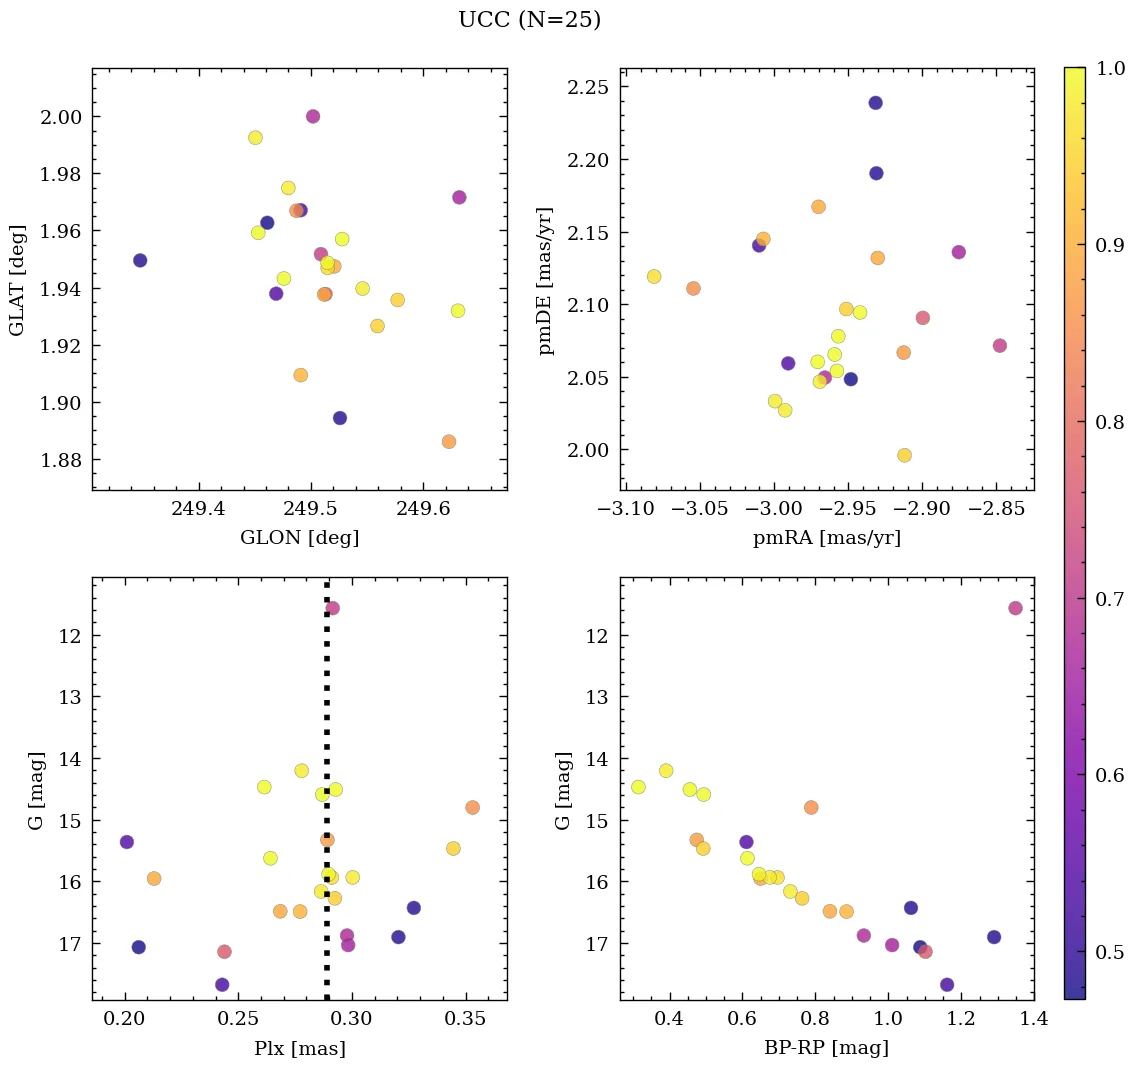 UCC (N=25)
2.00
1.98
1.96
1.94
1.92
1.90
1.88
GLAT [deg]
249.4 249.5 249.6
GLON [deg]
2.25
2.20
2.15
2.10
2.05
2.00
pmDE [mas/yr]
−3.10 −3.05 −3.00 −2.95 −2.90 −2.85
pmRA [mas/yr]
12
13
14
15
16
17
G [mag]
0.20 0.25 0.30 0.35
Plx [mas]
12
13
14
15
16
17
G [mag]
0.4 0.6 0.8 1.0 1.2 1.4
BP-RP [mag]
1.0
0.9
0.8
0.7
0.6
0.5